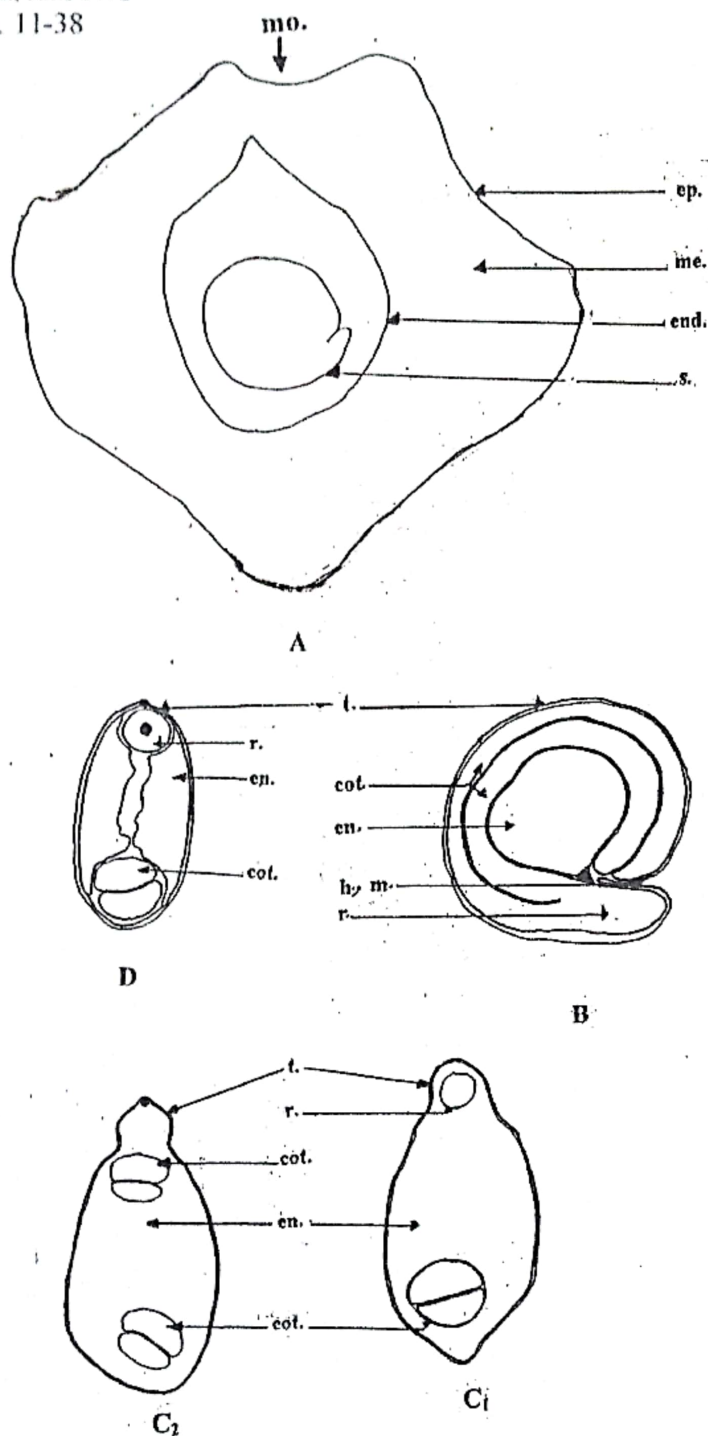 . 11-38
mo.
ep.
me.
end.
s.
A
t.
r.
en.
cot.
D
cot.
en.
h, m.
r.
B
t.
r.
cot.
en.
cot.
C₂
C₁